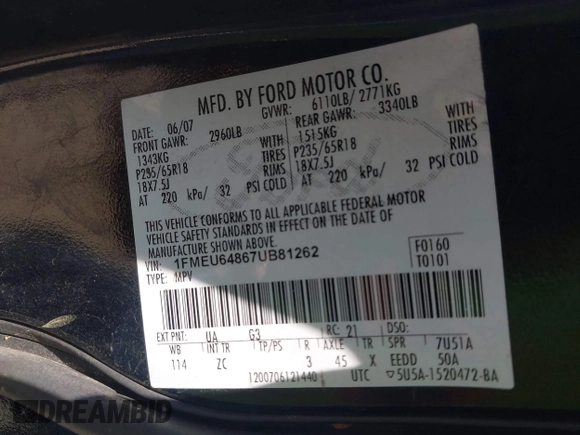 MFD. BY FORD MOTOR CO.
DATE: 06/07 GVWR: 6110LB/ 2771KG
FRONT GAWR: 2960LB REAR GAWR: 3340LB
1343KG WITH 1515KG WITH
P235/65R18 TIRES P235/65R18 TIRES
18X7.5J RIMS 18X7.5J RIMS
AT 220 kPa/ 32 PSI COLD AT 220 kPa/ 32 PSI COLD
THIS VEHICLE CONFORMS TO ALL APPLICABLE FEDERAL MOTOR
VEHICLE SAFETY STANDARDS IN EFFECT ON THE DATE OF
MANUFACTURE SHOWN ABOVE.
VIN: 1FMEU64867UB81262 F0160
TYPE: MPV T0101
EXT PNT: UA G3 RC: 21 DSO:
WB INT TR TP/PS R AXLE TR SPR 7U51A
114 ZC 3 45 X EEDD 50A
1200706121440 UTC ▽5U5A-1520472-BA
DREAMBID